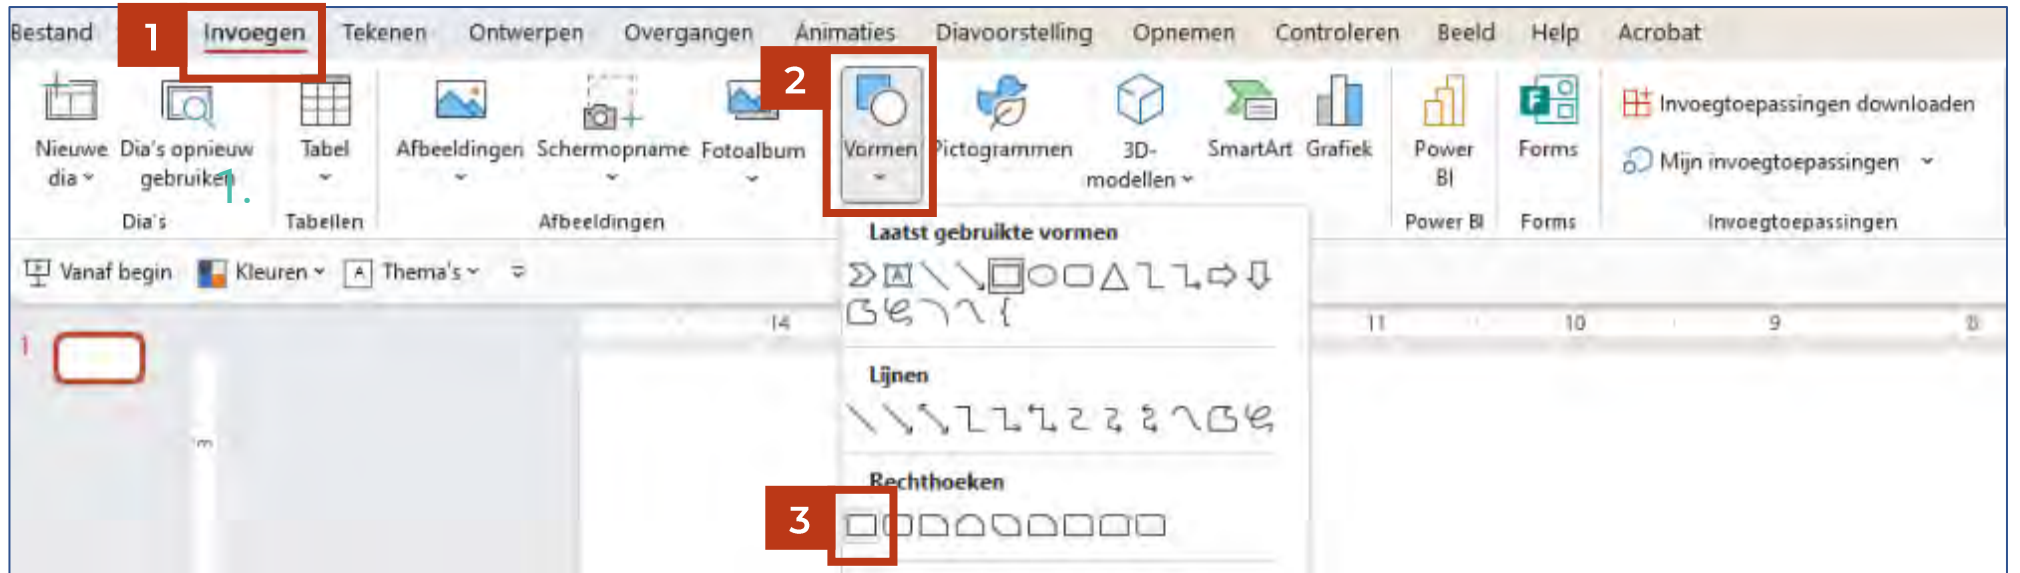 Bestand 1 Invoegen Tekenen Ontwerpen Overgangen Animaties Diavoorstelling Opnemen Controleren Beeld Help Acrobat
2
Nieuwe dia
Dia's opnieuw gebruiken
1.
Tabel
Afbeeldingen
Schermopname
Fotoalbum
Vormen
Pictogrammen
3D-modellen
SmartArt
Grafiek
Power BI
Forms
Invoegtoepassingen downloaden
Mijn invoegtoepassingen
Dia's Tabellen Afbeeldingen Power BI Forms Invoegtoepassingen
Laatst gebruikte vormen
Vanaf begin Kleuren Thema's
14 11 10 9
1
3
Lijnen
Rechthoeken
3